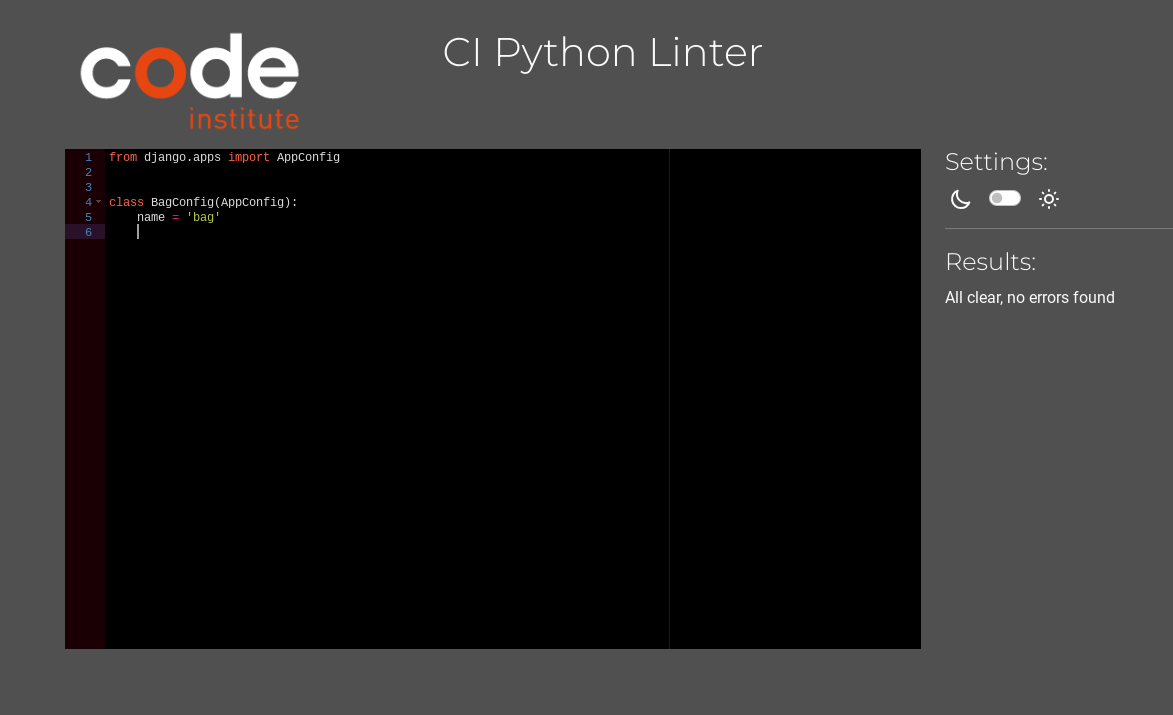 code
institute
CI Python Linter
1 from django.apps import AppConfig
2
3
4 class BagConfig(AppConfig):
5     name = 'bag'
6
Settings:
Results:
All clear, no errors found